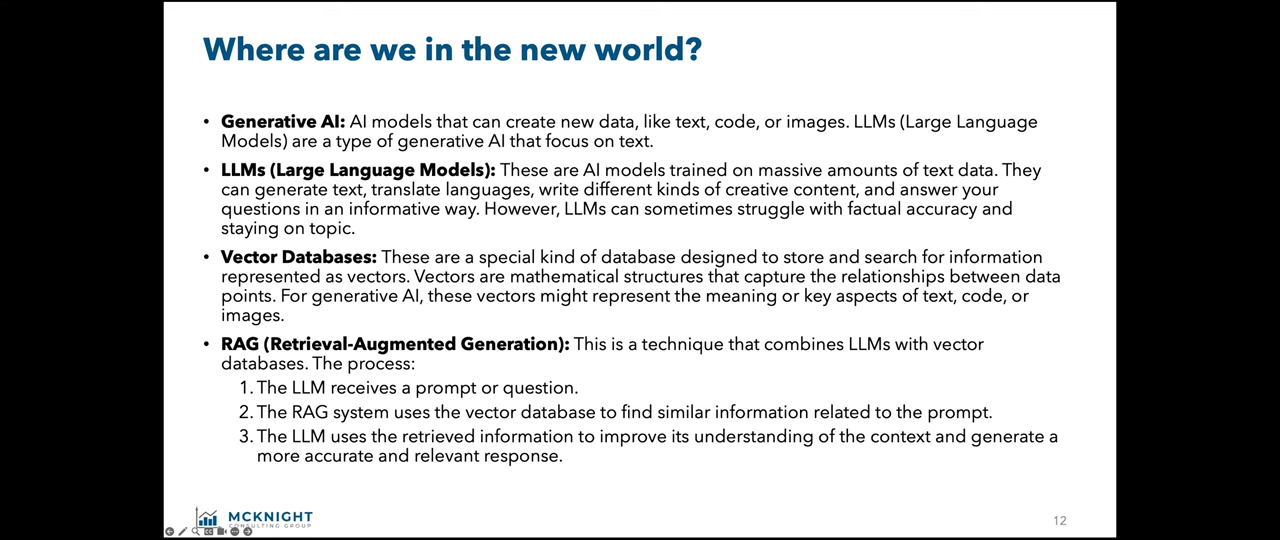 Where are we in the new world?
• Generative AI: AI models that can create new data, like text, code, or images. LLMs (Large Language
Models) are a type of generative AI that focus on text.
• LLMs (Large Language Models): These are AI models trained on massive amounts of text data. They
can generate text, translate languages, write different kinds of creative content, and answer your
questions in an informative way. However, LLMs can sometimes struggle with factual accuracy and
staying on topic.
• Vector Databases: These are a special kind of database designed to store and search for information
represented as vectors. Vectors are mathematical structures that capture the relationships between data
points. For generative AI, these vectors might represent the meaning or key aspects of text, code, or
images.
• RAG (Retrieval-Augmented Generation): This is a technique that combines LLMs with vector
databases. The process:
1. The LLM receives a prompt or question.
2. The RAG system uses the vector database to find similar information related to the prompt.
3. The LLM uses the retrieved information to improve its understanding of the context and generate a
more accurate and relevant response.
MCKNIGHT
CONSULTING GROUP
12